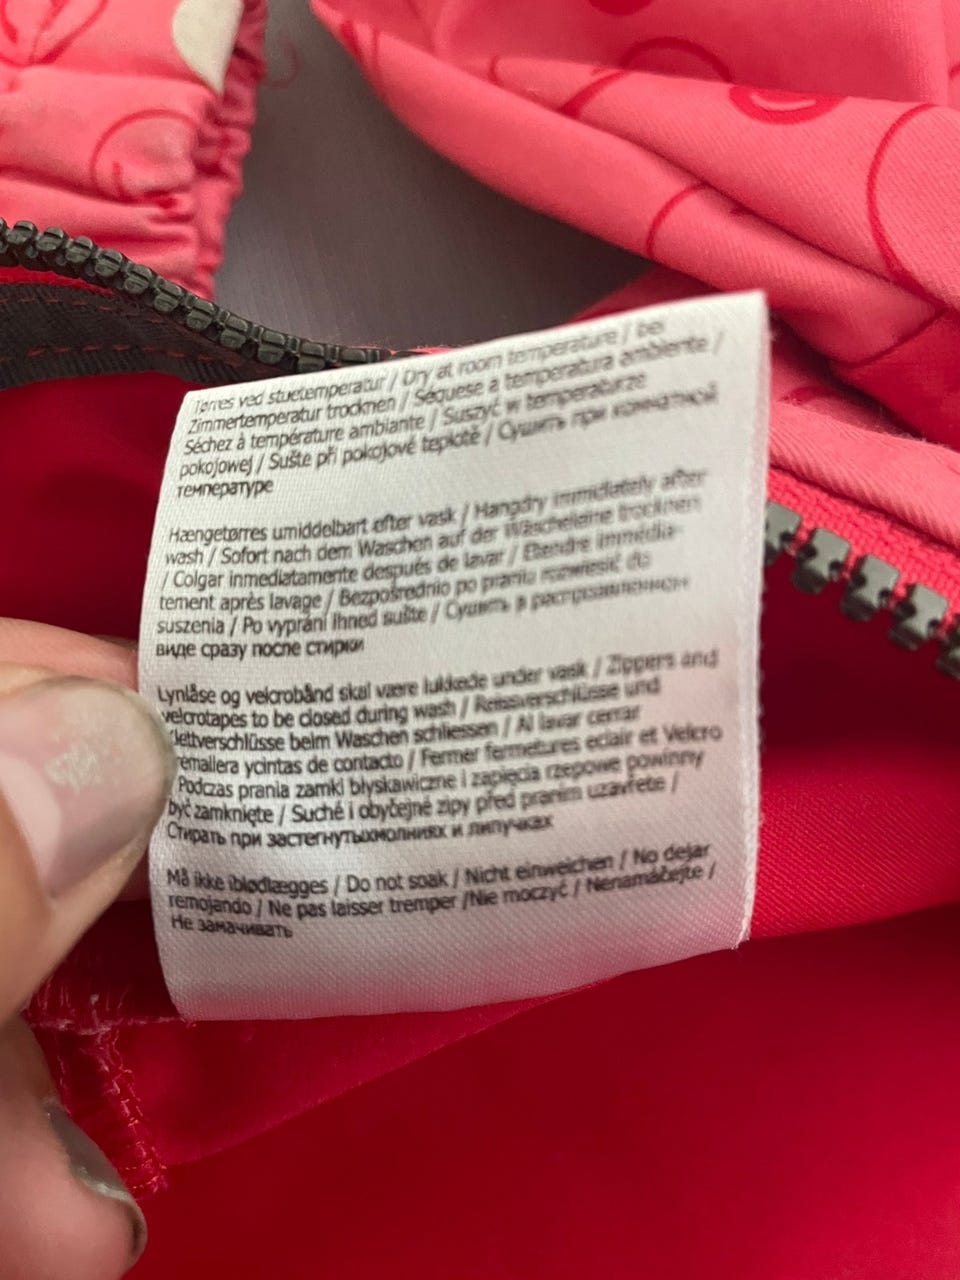 Tørres ved stuetemperatur / Dry at room temperature / bei
Zimmertemperatur trocknen / Séquese a temperatura ambiente /
Séchez à température ambiante / Suszyć w temperaturze
pokojowej / Sušte při pokojové teplotě / Сушить при комнатной
температуре
Hængetørres umiddelbart efter vask / Hangdry immidiately after
wash / Sofort nach dem Waschen auf der Wäscheleine trocknen
/ Colgar inmediatamente después de lavar / Etendre immédia-
tement après lavage / Bezpośrednio po praniu rozwiesić do
suszenia / Po vyprání ihned sušte / Сушить в расправленном
виде сразу после стирки
Lynlåse og velcrobånd skal være lukkede under vask / Zippers and
velcrotapes to be closed during wash / Reissverschlüsse und
Klettverschlüsse beim Waschen schliessen / Al lavar cerrar
remallera ycintas de contacto / Fermer fermetures eclair et Velcro
Podczas prania zamki błyskawiczne i zapięcia rzepowe powinny
być zamknięte / Suché i obyčejné zipy před praním uzavřete /
Стирать при застегнутыхмолниях и липучках
Må ikke iblødlægges / Do not soak / Nicht einweichen / No dejar
remojando / Ne pas laisser tremper /Nie moczyć / Nenamáčejte /
Не замачивать